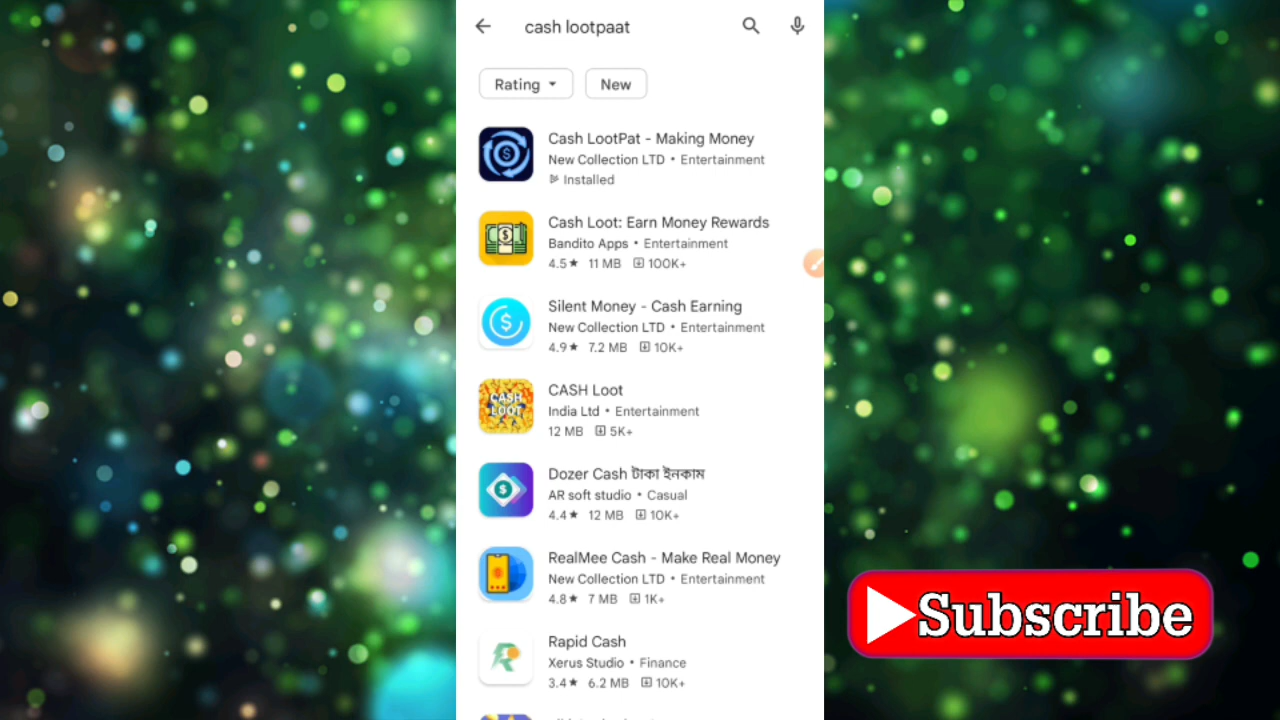 cash lootpaat
Rating New
Cash LootPat - Making Money
New Collection LTD • Entertainment
Installed
Cash Loot: Earn Money Rewards
Bandito Apps • Entertainment
4.5★ 11 MB 100K+
Silent Money - Cash Earning
New Collection LTD • Entertainment
4.9★ 7.2 MB 10K+
CASH LOOT
CASH Loot
India Ltd • Entertainment
12 MB 5K+
Dozer Cash টাকা ইনকাম
AR soft studio • Casual
4.4★ 12 MB 10K+
RealMee Cash - Make Real Money
New Collection LTD • Entertainment
4.8★ 7 MB 1K+
Rapid Cash
Xerus Studio • Finance
3.4★ 6.2 MB 10K+
Subscribe